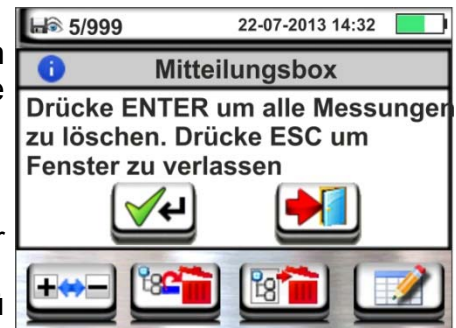 5/999 22-07-2013 14:32
Mitteilungsbox
Drücke ENTER um alle Messungen
zu löschen. Drücke ESC um
Fenster zu verlassen